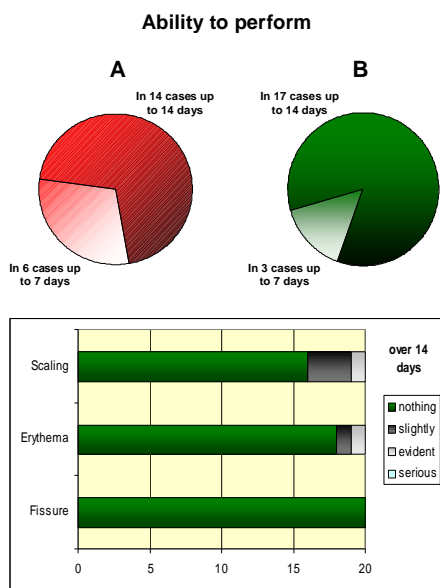 Ability to perform
A
B
In 14 cases up
to 14 days
In 17 cases up
to 14 days
In 6 cases up
to 7 days
In 3 cases up
to 7 days
over 14
days
Scaling
Erythema
Fissure
nothing
slightly
evident
serious
0 5 10 15 20